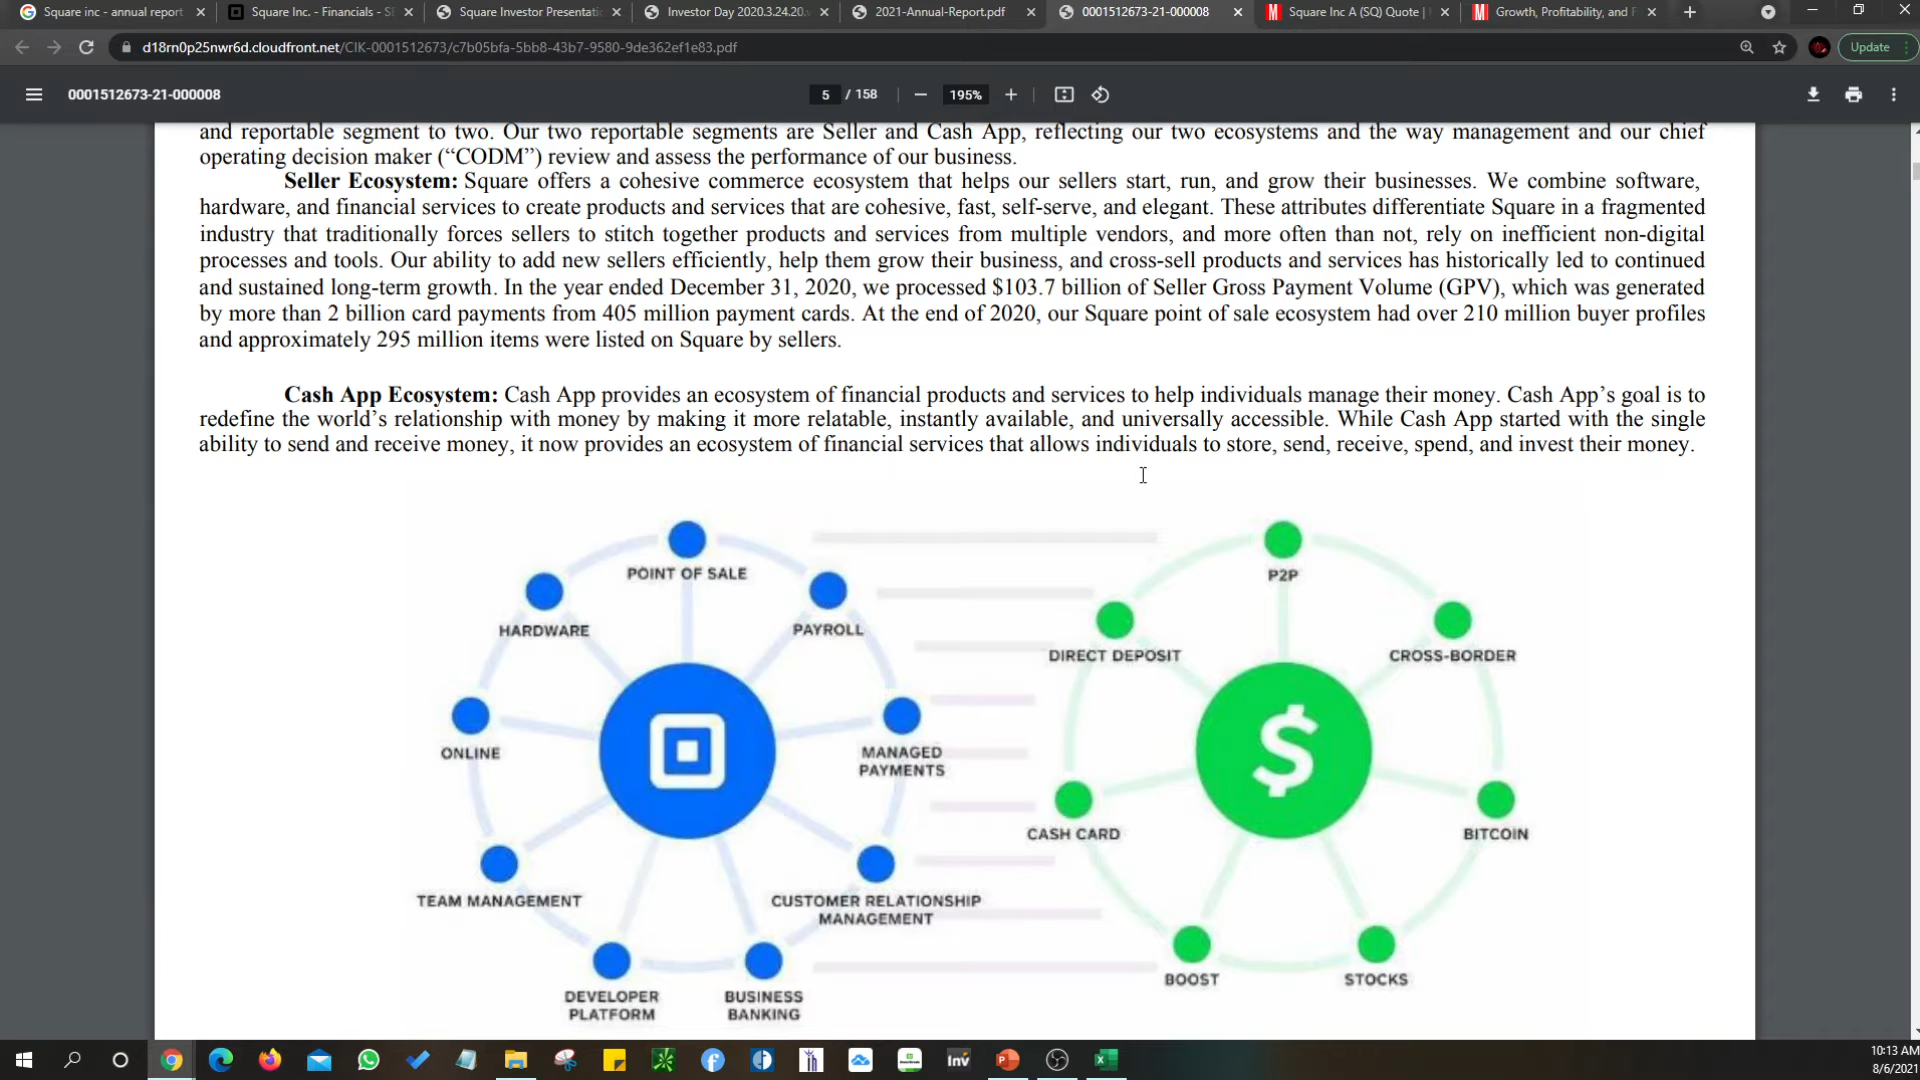 Square inc - annual report
Square Inc. - Financials - SE
Square Investor Presentatio
Investor Day 2020.3.24.20.
2021-Annual-Report.pdf
0001512673-21-000008
Square Inc A (SQ) Quote |
Growth, Profitability, and F
d18rn0p25nwr6d.cloudfront.net/CIK-0001512673/c7b05bfa-5bb8-43b7-9580-9de362ef1e83.pdf
Update
0001512673-21-000008
5 / 158
195%
and reportable segment to two. Our two reportable segments are Seller and Cash App, reflecting our two ecosystems and the way management and our chief
operating decision maker (“CODM”) review and assess the performance of our business.
Seller Ecosystem: Square offers a cohesive commerce ecosystem that helps our sellers start, run, and grow their businesses. We combine software,
hardware, and financial services to create products and services that are cohesive, fast, self-serve, and elegant. These attributes differentiate Square in a fragmented
industry that traditionally forces sellers to stitch together products and services from multiple vendors, and more often than not, rely on inefficient non-digital
processes and tools. Our ability to add new sellers efficiently, help them grow their business, and cross-sell products and services has historically led to continued
and sustained long-term growth. In the year ended December 31, 2020, we processed $103.7 billion of Seller Gross Payment Volume (GPV), which was generated
by more than 2 billion card payments from 405 million payment cards. At the end of 2020, our Square point of sale ecosystem had over 210 million buyer profiles
and approximately 295 million items were listed on Square by sellers.
Cash App Ecosystem: Cash App provides an ecosystem of financial products and services to help individuals manage their money. Cash App’s goal is to
redefine the world’s relationship with money by making it more relatable, instantly available, and universally accessible. While Cash App started with the single
ability to send and receive money, it now provides an ecosystem of financial services that allows individuals to store, send, receive, spend, and invest their money.
POINT OF SALE
HARDWARE
PAYROLL
ONLINE
MANAGED
PAYMENTS
TEAM MANAGEMENT
CUSTOMER RELATIONSHIP
MANAGEMENT
DEVELOPER
PLATFORM
BUSINESS
BANKING
P2P
DIRECT DEPOSIT
CROSS-BORDER
$
CASH CARD
BITCOIN
BOOST
STOCKS
Inv
10:13 AM
8/6/2021